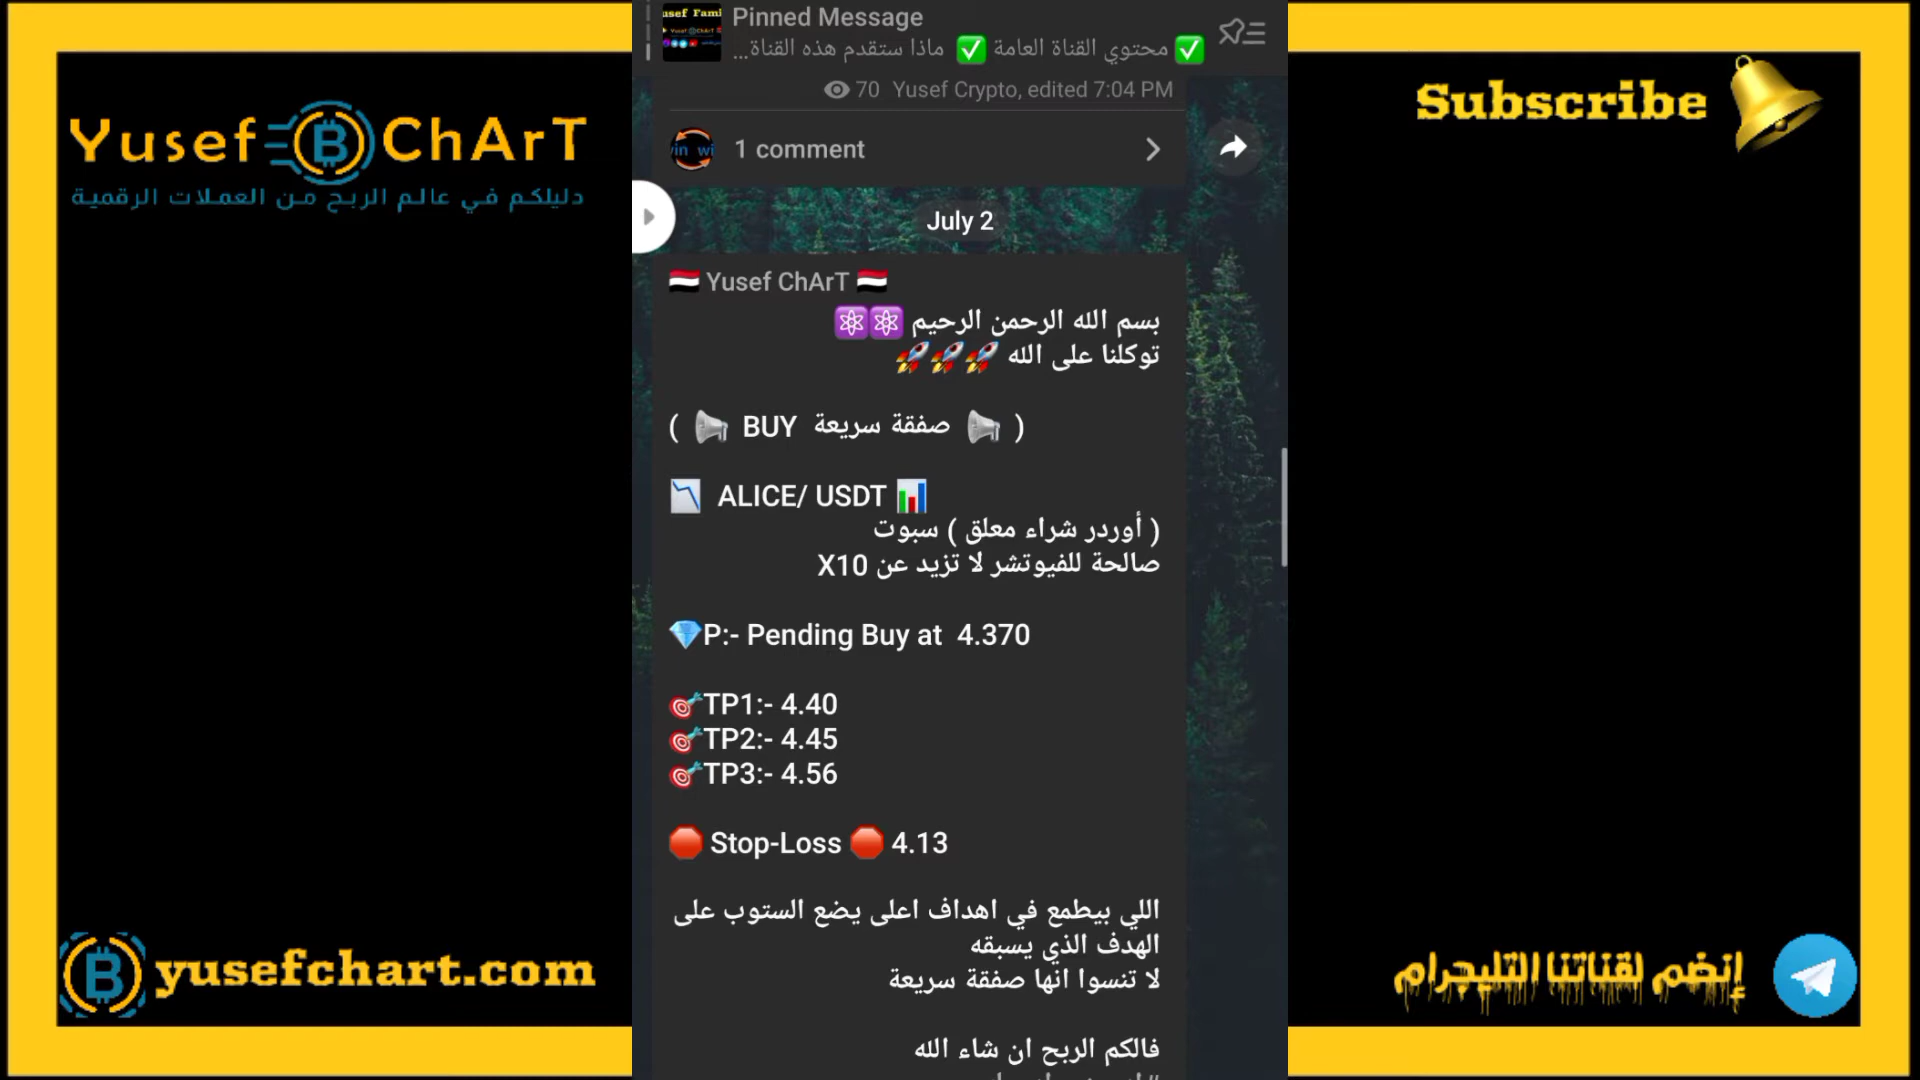 Yusef ChArT
دليلكم في عالم الربح من العملات الرقمية
Pinned Message
✅ محتوي القناة العامة ✅ ماذا ستقدم هذه القناة...
70 Yusef Crypto, edited 7:04 PM
1 comment
July 2
🇾🇪 Yusef ChArT 🇾🇪
بسم الله الرحمن الرحيم ⚛️⚛️
توكلنا على الله 🚀🚀🚀
( 📢 BUY صفقة سريعة 📢 )
📉 ALICE/ USDT 📊
( أوردر شراء معلق ) سبوت
صالحة للفيوتشر لا تزيد عن X10
💎P:- Pending Buy at 4.370
🎯TP1:- 4.40
🎯TP2:- 4.45
🎯TP3:- 4.56
🛑 Stop-Loss 🛑 4.13
اللي بيطمع في اهداف اعلى يضع الستوب على
الهدف الذي يسبقه
لا تنسوا انها صفقة سريعة
فالكم الربح ان شاء الله
Subscribe
yusefchart.com
إنضم لقناتنا التليجرام